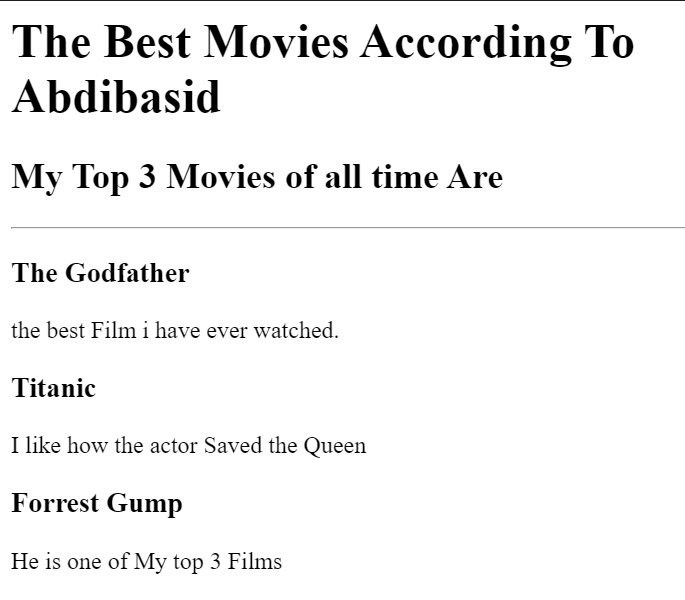 The Best Movies According To
Abdibasid
My Top 3 Movies of all time Are
The Godfather
the best Film i have ever watched.
Titanic
I like how the actor Saved the Queen
Forrest Gump
He is one of My top 3 Films